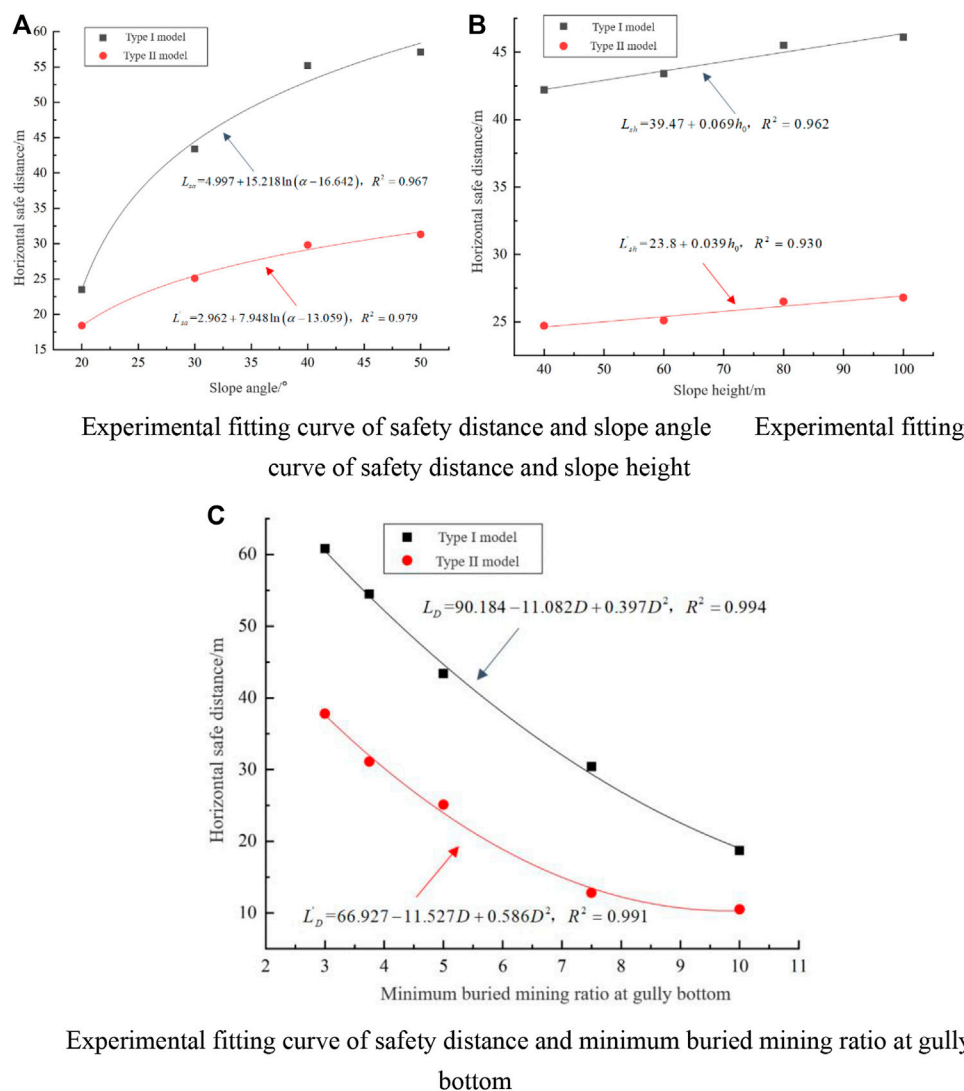 A
Type I model
Type II model
Horizontal safe distance/m
60
55
50
45
40
35
30
25
20
15
L_sa=4.997+15.218ln(α−16.642), R²=0.967
L'_sa=2.962+7.948ln(α−13.059), R²=0.979
20 25 30 35 40 45 50
Slope angle/°
B
Type I model
Type II model
Horizontal safe distance/m
45
40
35
30
25
L_sh=39.47+0.069h₀, R²=0.962
L'_sh=23.8+0.039h₀, R²=0.930
40 50 60 70 80 90 100
Slope height/m
Experimental fitting curve of safety distance and slope angle Experimental fitting
curve of safety distance and slope height
C
Type I model
Type II model
Horizontal safe distance/m
60
50
40
30
20
10
L_D=90.184−11.082D+0.397D², R²=0.994
L'_D=66.927−11.527D+0.586D², R²=0.991
2 3 4 5 6 7 8 9 10 11
Minimum buried mining ratio at gully bottom
Experimental fitting curve of safety distance and minimum buried mining ratio at gully
bottom